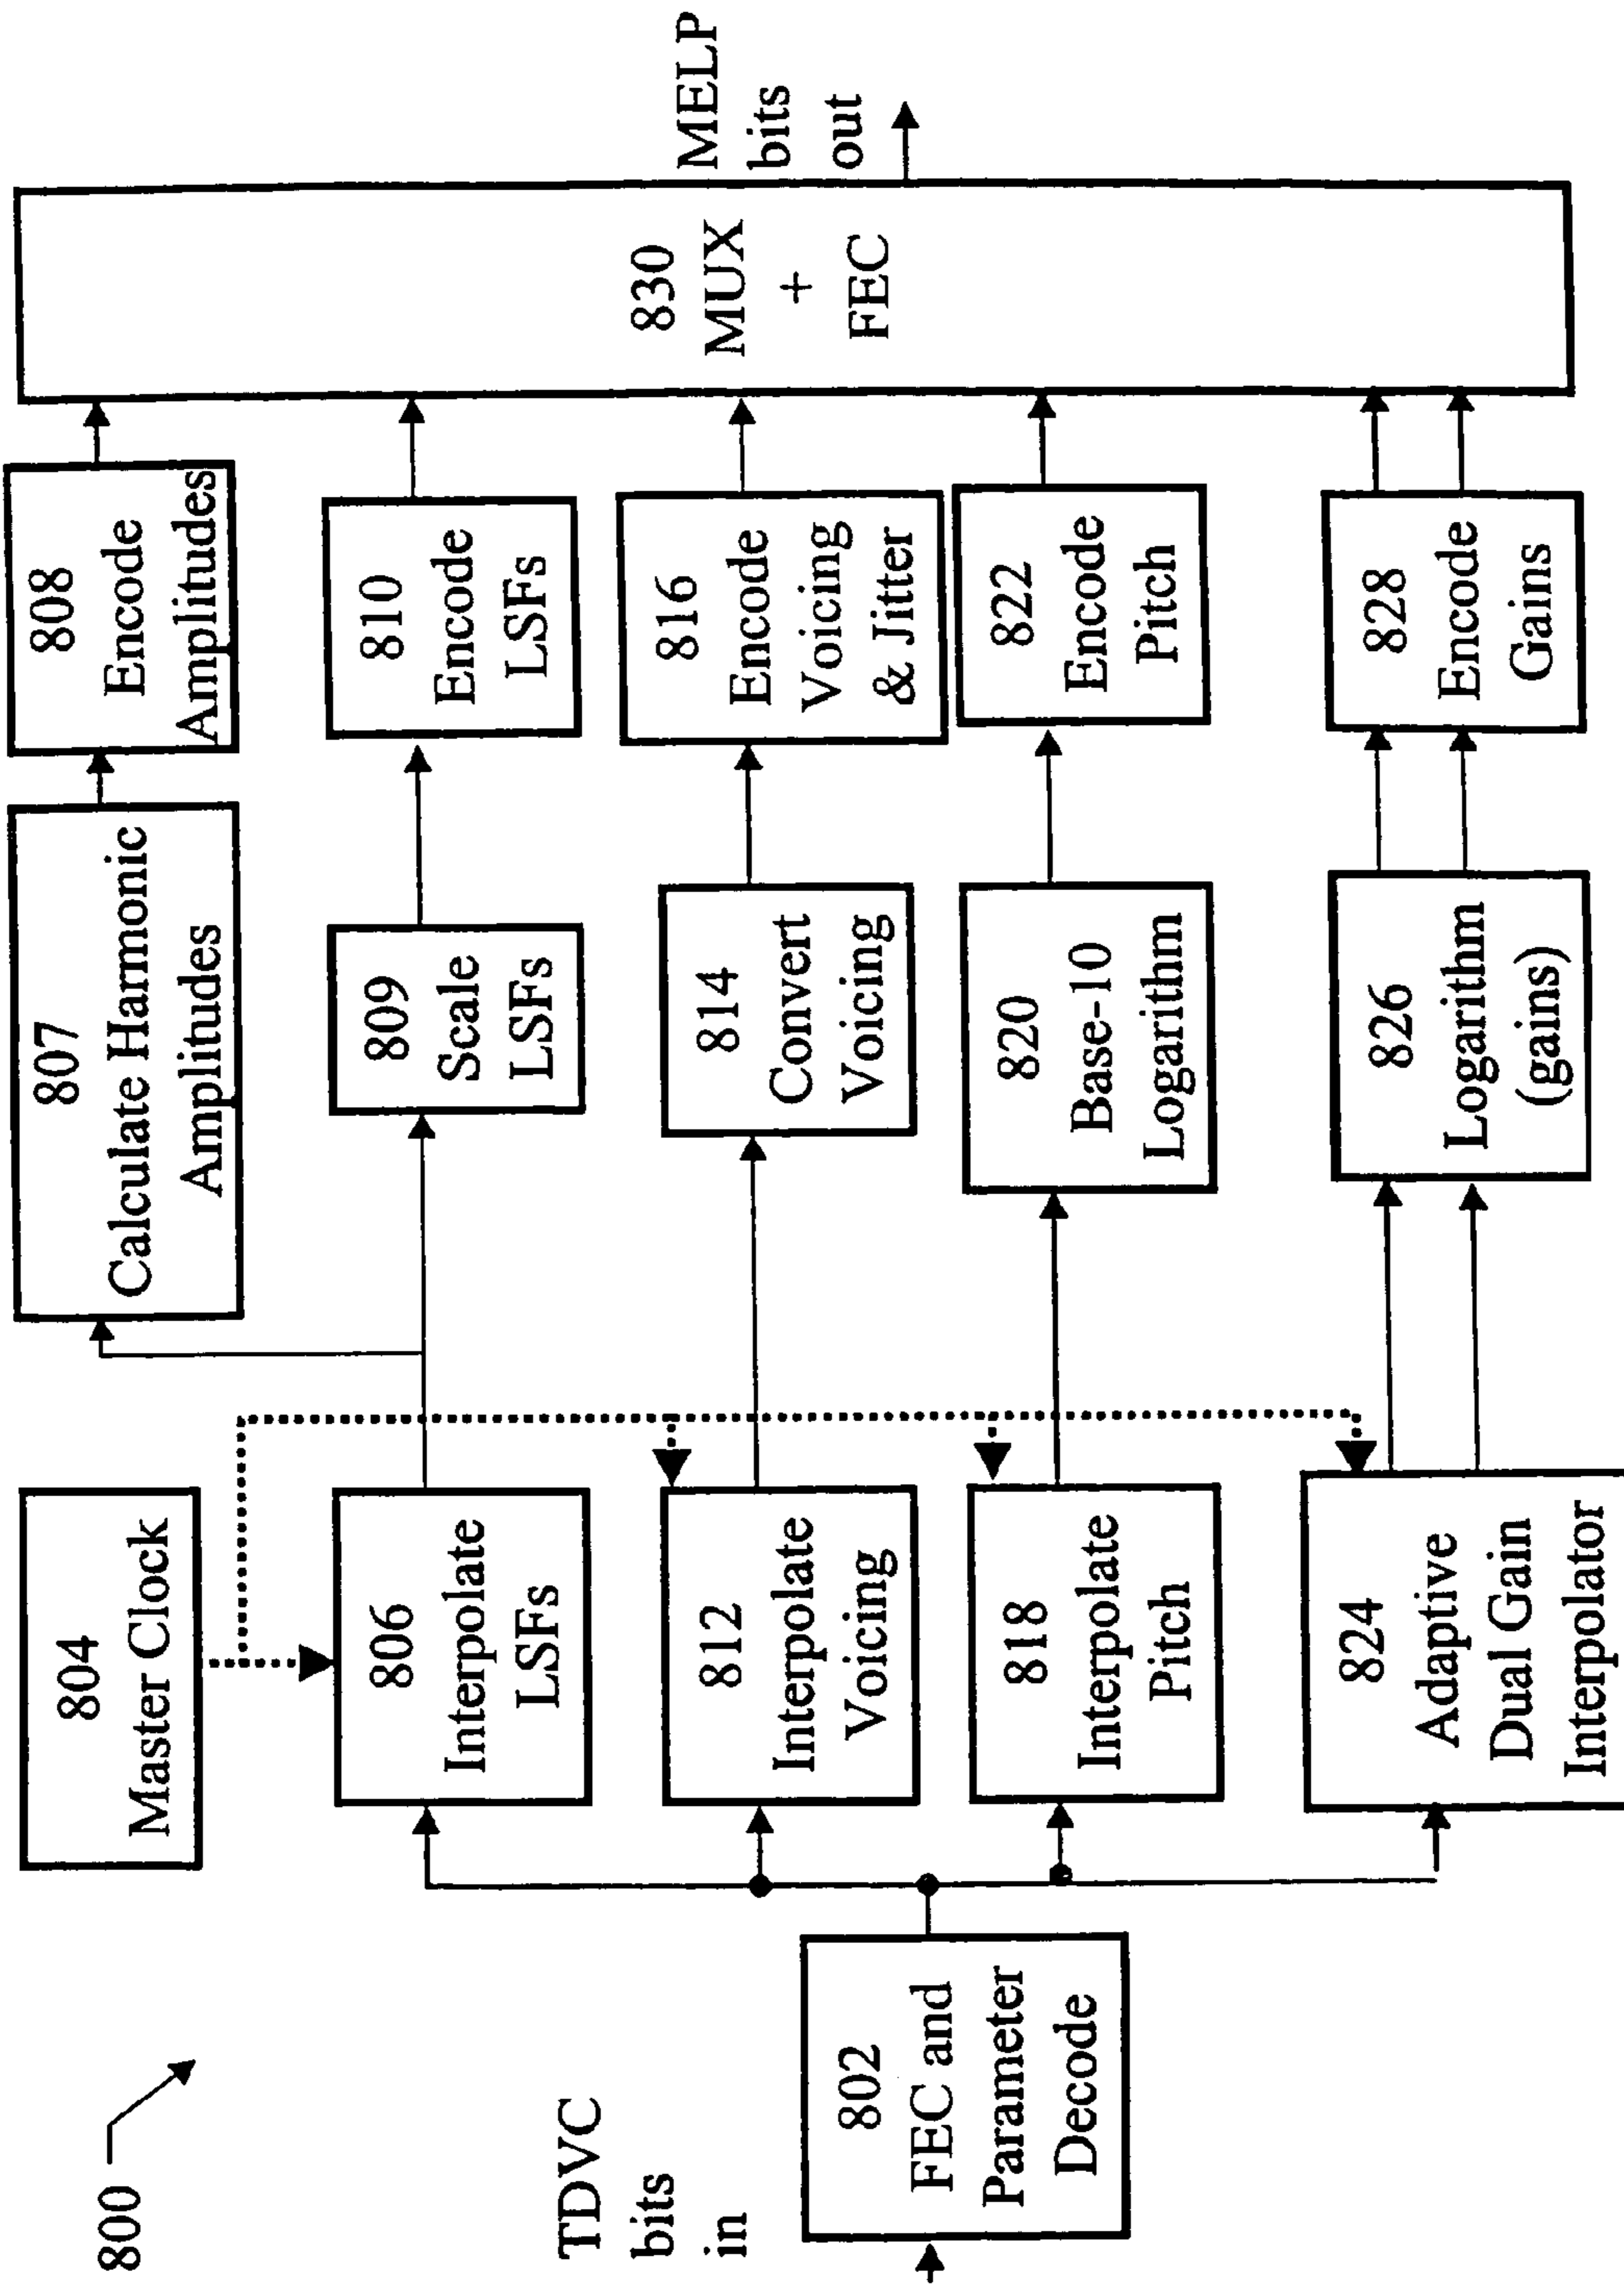 800
TDVC
bits
in
802
FEC and
Parameter
Decode
804
Master Clock
806
Interpolate
LSFs
812
Interpolate
Voicing
818
Interpolate
Pitch
824
Adaptive
Dual Gain
Interpolator
807
Calculate Harmonic
Amplitudes
809
Scale
LSFs
814
Convert
Voicing
820
Base-10
Logarithm
826
Logarithm
(gains)
808
Encode
Amplitudes
810
Encode
LSFs
816
Encode
Voicing
& Jitter
822
Encode
Pitch
828
Encode
Gains
830
MUX
+
FEC
MELP
bits
out